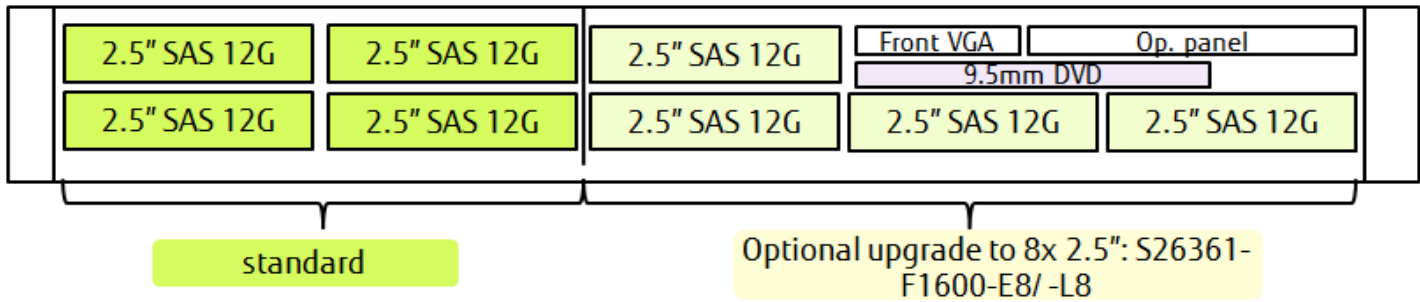 2.5" SAS 12G 2.5" SAS 12G 2.5" SAS 12G Front VGA Op. panel
9.5mm DVD
2.5" SAS 12G 2.5" SAS 12G 2.5" SAS 12G 2.5" SAS 12G 2.5" SAS 12G
standard
Optional upgrade to 8x 2.5": S26361-
F1600-E8/ -L8